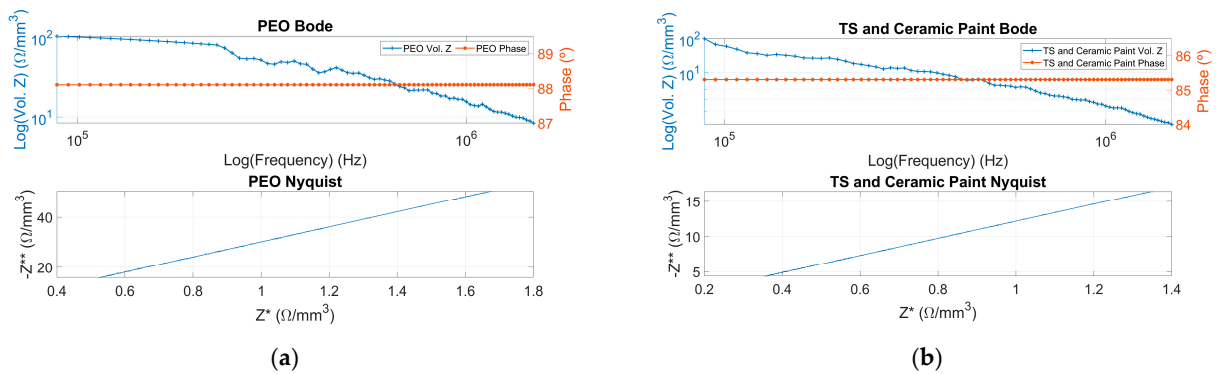 PEO Bode
Log(Vol. Z) (Ω/mm³)
10²
10¹
PEO Vol. Z
PEO Phase
89
88
87
Phase (°)
10⁵
10⁶
Log(Frequency) (Hz)
PEO Nyquist
-Z** (Ω/mm³)
40
20
0.4 0.6 0.8 1 1.2 1.4 1.6 1.8
Z* (Ω/mm³)
(a)
TS and Ceramic Paint Bode
Log(Vol. Z) (Ω/mm³)
10²
10¹
TS and Ceramic Paint Vol. Z
TS and Ceramic Paint Phase
86
85
84
Phase (°)
10⁵
10⁶
Log(Frequency) (Hz)
TS and Ceramic Paint Nyquist
-Z** (Ω/mm³)
15
10
5
0.2 0.4 0.6 0.8 1 1.2 1.4
Z* (Ω/mm³)
(b)